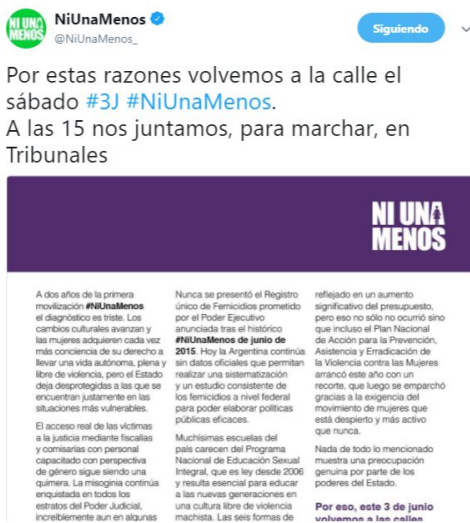 NI UNA
MENOS
NiUnaMenos
@NiUnaMenos_
Siguiendo
Por estas razones volvemos a la calle el
sábado #3J #NiUnaMenos.
A las 15 nos juntamos, para marchar, en
Tribunales
NI UNA
MENOS
A dos años de la primera
movilización #NiUnaMenos
el diagnóstico es triste. Los
cambios culturales avanzan y
las mujeres adquieren cada vez
más conciencia de su derecho a
llevar una vida autónoma, plena y
libre de violencia, pero el Estado
deja desprotegidas a las que se
encuentran justamente en las
situaciones más vulnerables.
El acceso real de las víctimas
a la justicia mediante fiscalías
y comisarías con personal
capacitado con perspectiva
de género sigue siendo una
quimera. La misoginia continúa
enquistada en todos los
estratos del Poder Judicial,
increíblemente aun en algunas
Nunca se presentó el Registro
único de Femicidios prometido
por el Poder Ejecutivo
anunciada tras el histórico
#NiUnaMenos de junio de
2015. Hoy la Argentina continúa
sin datos oficiales que permitan
realizar una sistematización
y un estudio consistente de
los femicidios a nivel federal
para poder elaborar políticas
públicas eficaces.
Muchísimas escuelas del
país carecen del Programa
Nacional de Educación Sexual
Integral, que es ley desde 2006
y resulta esencial para educar
a las nuevas generaciones en
una cultura libre de violencia
machista. Las seis formas de
reflejado en un aumento
significativo del presupuesto,
pero eso no sólo no ocurrió sino
que incluso el Plan Nacional
de Acción para la Prevención,
Asistencia y Erradicación de
la Violencia contra las Mujeres
arrancó este año con un
recorte, que luego se emparchó
gracias a la exigencia del
movimiento de mujeres que
está despierto y más activo
que nunca.
Nada de todo lo mencionado
muestra una preocupación
genuina por parte de los
poderes del Estado.
Por eso, este 3 de junio
volvemos a las calles